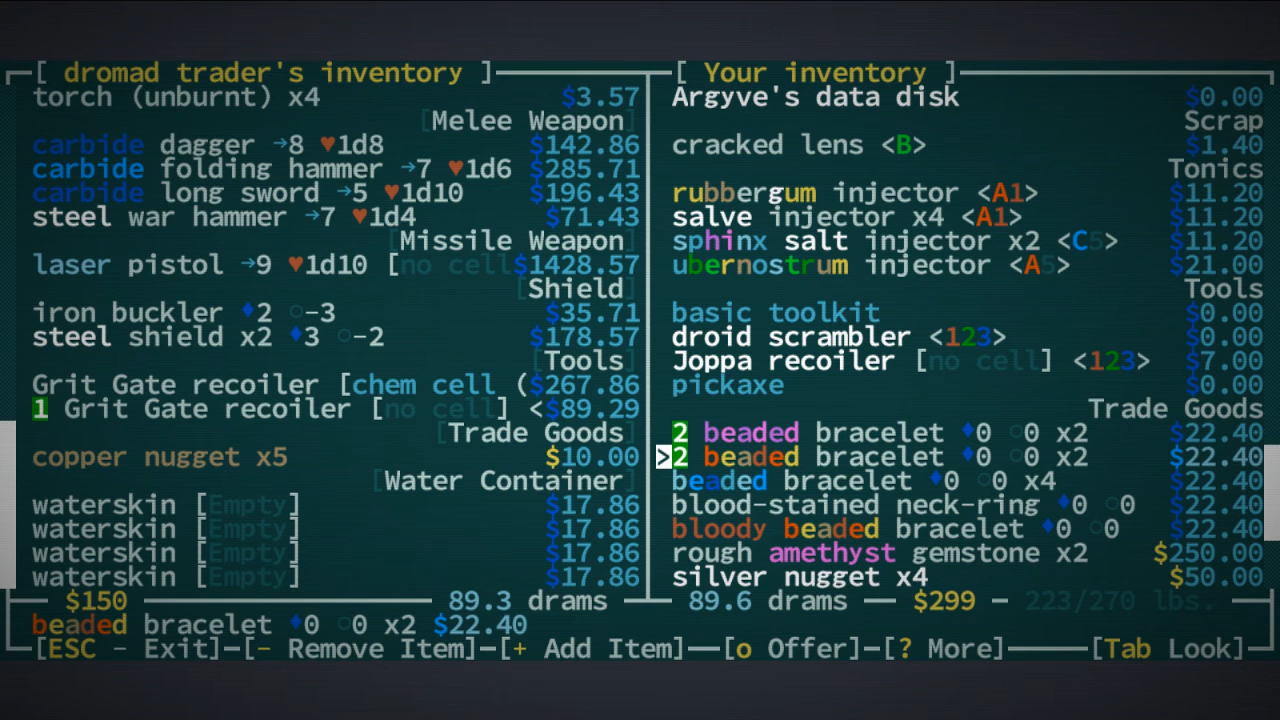 [ dromad trader's inventory ]
torch (unburnt) x4 $3.57
[Melee Weapon]
carbide dagger →8 ♥1d8 $142.86
carbide folding hammer →7 ♥1d6 $285.71
carbide long sword →5 ♥1d10 $196.43
steel war hammer →7 ♥1d4 $71.43
[Missile Weapon]
laser pistol →9 ♥1d10 [no cell $1428.57
[Shield]
iron buckler ♦2 ○-3 $35.71
steel shield x2 ♦3 ○-2 $178.57
[Tools]
Grit Gate recoiler [chem cell ($267.86
1 Grit Gate recoiler [no cell] <$89.29
[Trade Goods]
copper nugget x5 $10.00
[Water Container]
waterskin [Empty] $17.86
waterskin [Empty] $17.86
waterskin [Empty] $17.86
waterskin [Empty] $17.86
$150 89.3 drams
[ Your inventory ]
Argyve's data disk $0.00
Scrap
cracked lens <B> $1.40
Tonics
rubbergum injector <A1> $11.20
salve injector x4 <A1> $11.20
sphinx salt injector x2 <C5> $11.20
ubernostrum injector <A5> $21.00
Tools
basic toolkit $0.00
droid scrambler <123> $0.00
Joppa recoiler [no cell] <123> $7.00
pickaxe $0.00
Trade Goods
2 beaded bracelet ♦0 ○0 x2 $22.40
>2 beaded bracelet ♦0 ○0 x2 $22.40
beaded bracelet ♦0 ○0 x4 $22.40
blood-stained neck-ring ♦0 ○0 $22.40
bloody beaded bracelet ♦0 ○0 $22.40
rough amethyst gemstone x2 $250.00
silver nugget x4 $50.00
89.6 drams — $299 — 223/270 lbs.
beaded bracelet ♦0 ○0 x2 $22.40
[ESC - Exit]—[- Remove Item]—[+ Add Item]—[o Offer]—[? More]—[Tab Look]